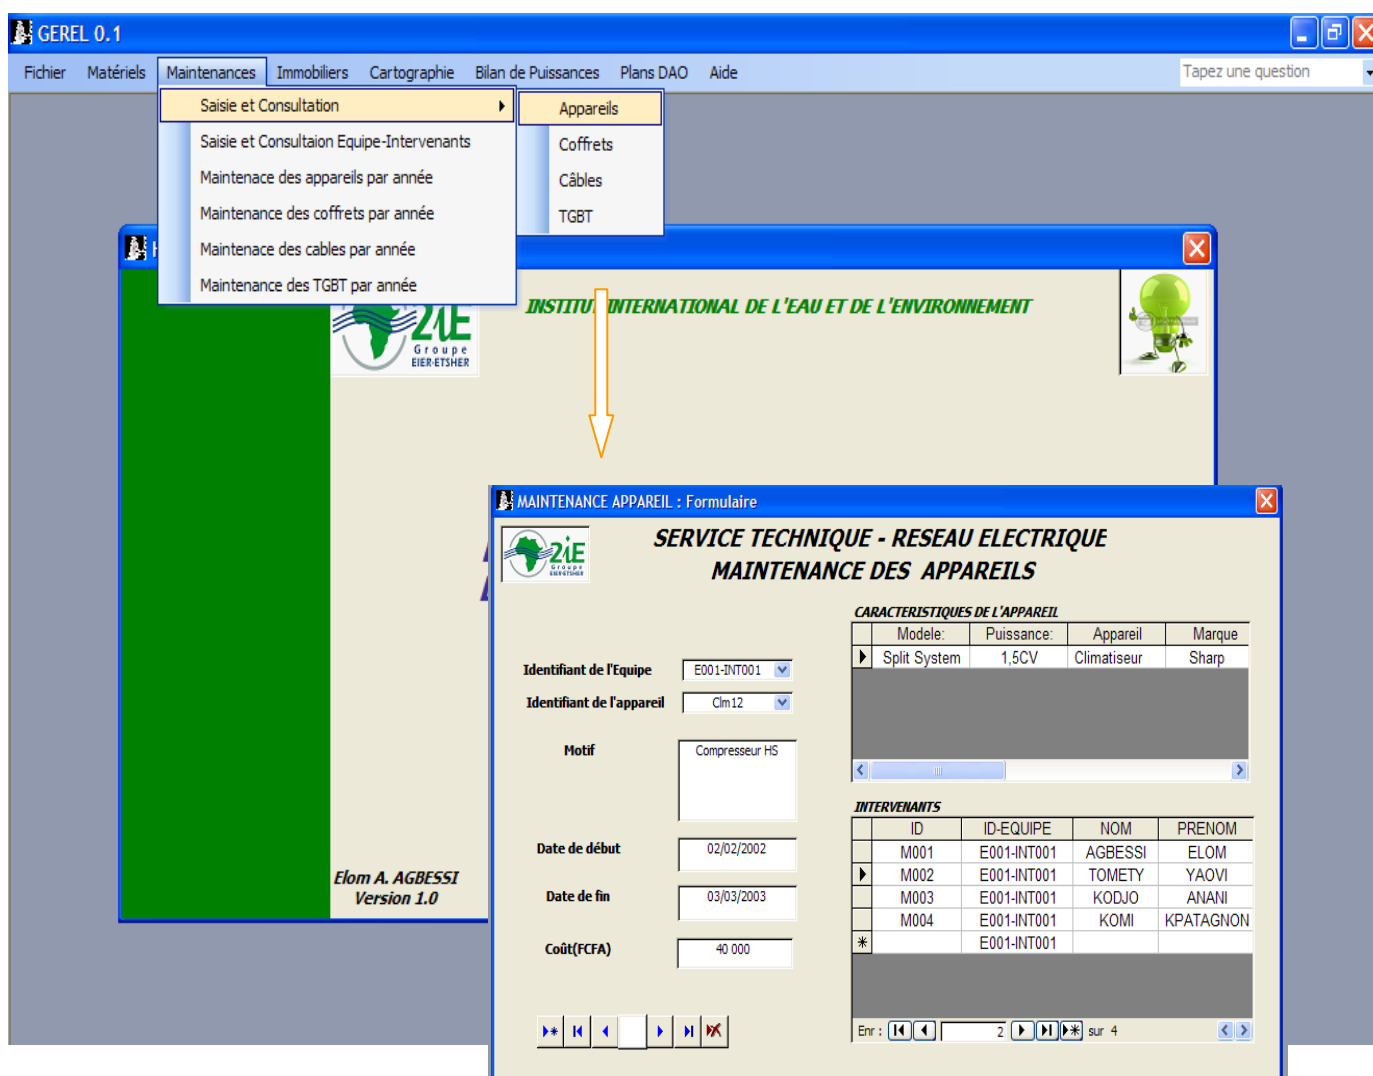 GEREL 0.1
Fichier Matériels Maintenances Immobiliers Cartographie Bilan de Puissances Plans DAO Aide Tapez une question
Saisie et Consultation
Saisie et Consultaion Equipe-Intervenants
Maintenace des appareils par année
Maintenance des coffrets par année
Maintenace des cables par année
Maintenance des TGBT par année
Appareils
Coffrets
Câbles
TGBT
2iE
Groupe
EIER-ETSHER
INSTITUT INTERNATIONAL DE L'EAU ET DE L'ENVIRONNEMENT
Elom A. AGBESSI
Version 1.0
MAINTENANCE APPAREIL : Formulaire
2iE
Groupe
EIER-ETSHER
SERVICE TECHNIQUE - RESEAU ELECTRIQUE
MAINTENANCE DES APPAREILS
Identifiant de l'Equipe E001-INT001
Identifiant de l'appareil Clm12
Motif Compresseur HS
Date de début 02/02/2002
Date de fin 03/03/2003
Coût(FCFA) 40 000
CARACTERISTIQUES DE L'APPAREIL
Modele: Puissance: Appareil Marque
Split System 1,5CV Climatiseur Sharp
INTERVENANTS
ID ID-EQUIPE NOM PRENOM
M001 E001-INT001 AGBESSI ELOM
M002 E001-INT001 TOMETY YAOVI
M003 E001-INT001 KODJO ANANI
M004 E001-INT001 KOMI KPATAGNON
E001-INT001
Enr : 2 sur 4